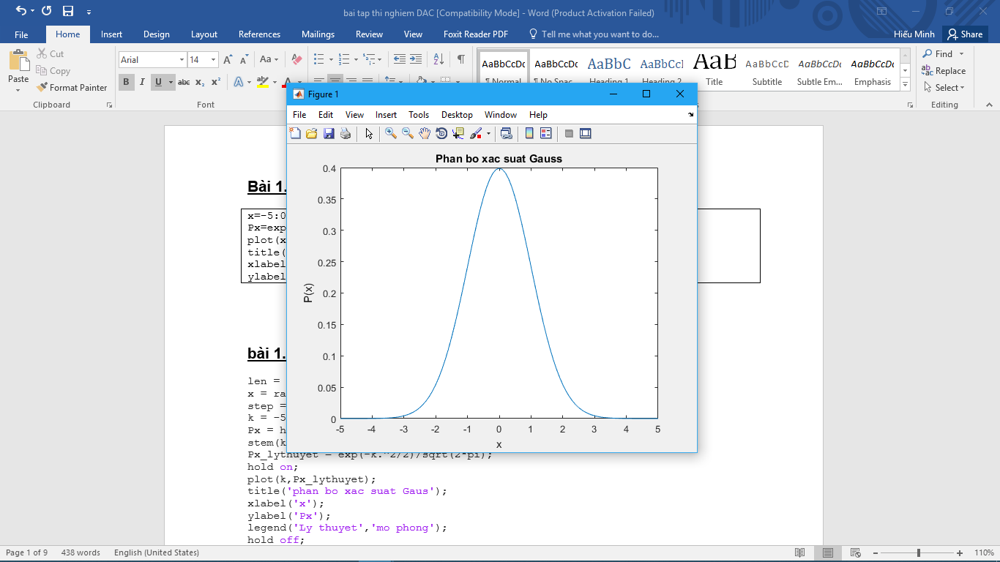 bai tap thi nghiem DAC [Compatibility Mode] - Word (Product Activation Failed)
File Home Insert Design Layout References Mailings Review View Foxit Reader PDF Tell me what you want to do... Hiếu Minh Share
Paste
Cut
Copy
Format Painter
Clipboard
Arial 14
Aa
B I U abc x₂ x²
Font
AaBbCcDc AaBbCcDc AaBbC AaBbCcI AaB AaBbCcD AaBbCcDt AaBbCcDc
¶ Normal ¶ No Spac... Heading 1 Heading 2 Title Subtitle Subtle Em... Emphasis
Find
Replace
Select
Editing
Figure 1
File Edit View Insert Tools Desktop Window Help
Phan bo xac suat Gauss
0.4
0.35
0.3
0.25
0.2
0.15
0.1
0.05
0
P(x)
-5 -4 -3 -2 -1 0 1 2 3 4 5
x
Bài 1.
x=-5:0
Px=exp
plot(x
title(
xlabel
ylabel
bài 1.
len =
x = ra
step =
k = -5
Px = h
stem(k
Px_lythuyet = exp(-k.^2/2)/sqrt(2*pi);
hold on;
plot(k,Px_lythuyet);
title('phan bo xac suat Gaus');
xlabel('x');
ylabel('Px');
legend('Ly thuyet','mo phong');
hold off;
Page 1 of 9 438 words English (United States) 110%